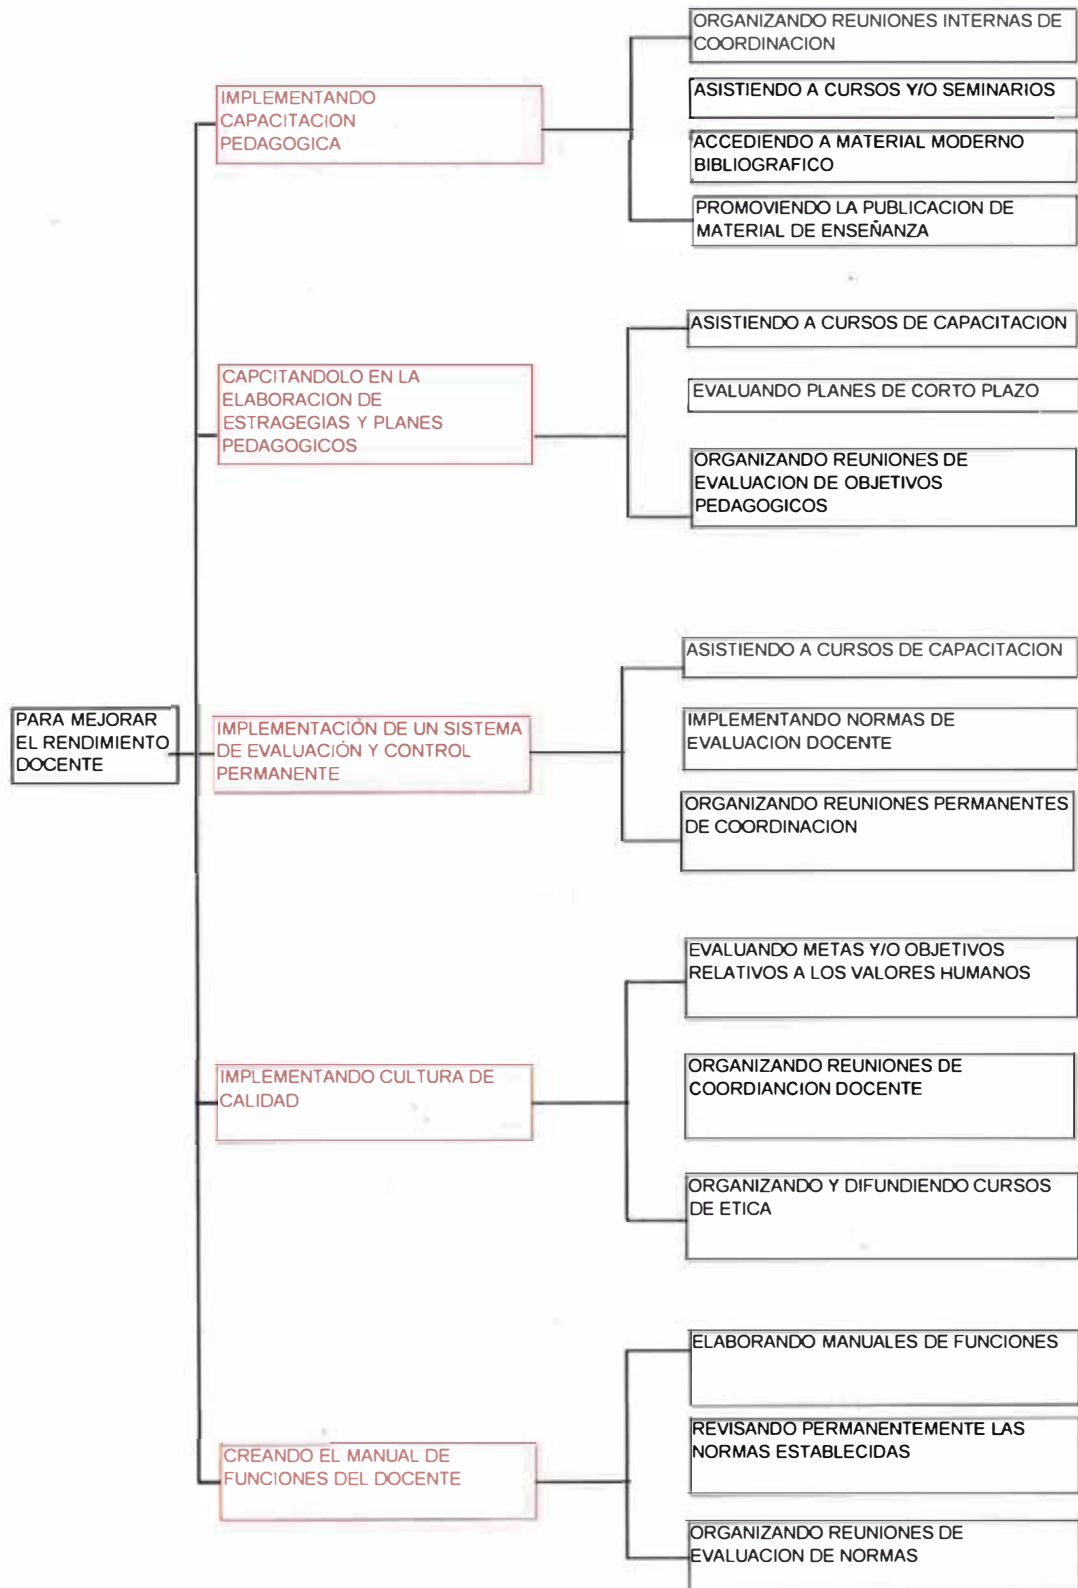 ORGANIZANDO REUNIONES INTERNAS DE
COORDINACION
IMPLEMENTANDO
CAPACITACION
PEDAGOGICA
ASISTIENDO A CURSOS Y/O SEMINARIOS
ACCEDIENDO A MATERIAL MODERNO
BIBLIOGRAFICO
PROMOVIENDO LA PUBLICACION DE
MATERIAL DE ENSEÑANZA
CAPCITANDOLO EN LA
ELABORACION DE
ESTRAGEGIAS Y PLANES
PEDAGOGICOS
ASISTIENDO A CURSOS DE CAPACITACION
EVALUANDO PLANES DE CORTO PLAZO
ORGANIZANDO REUNIONES DE
EVALUACION DE OBJETIVOS
PEDAGOGICOS
PARA MEJORAR
EL RENDIMIENTO
DOCENTE
IMPLEMENTACIÓN DE UN SISTEMA
DE EVALUACIÓN Y CONTROL
PERMANENTE
ASISTIENDO A CURSOS DE CAPACITACION
IMPLEMENTANDO NORMAS DE
EVALUACION DOCENTE
ORGANIZANDO REUNIONES PERMANENTES
DE COORDINACION
IMPLEMENTANDO CULTURA DE
CALIDAD
EVALUANDO METAS Y/O OBJETIVOS
RELATIVOS A LOS VALORES HUMANOS
ORGANIZANDO REUNIONES DE
COORDIANCION DOCENTE
ORGANIZANDO Y DIFUNDIENDO CURSOS
DE ETICA
CREANDO EL MANUAL DE
FUNCIONES DEL DOCENTE
ELABORANDO MANUALES DE FUNCIONES
REVISANDO PERMANENTEMENTE LAS
NORMAS ESTABLECIDAS
ORGANIZANDO REUNIONES DE
EVALUACION DE NORMAS